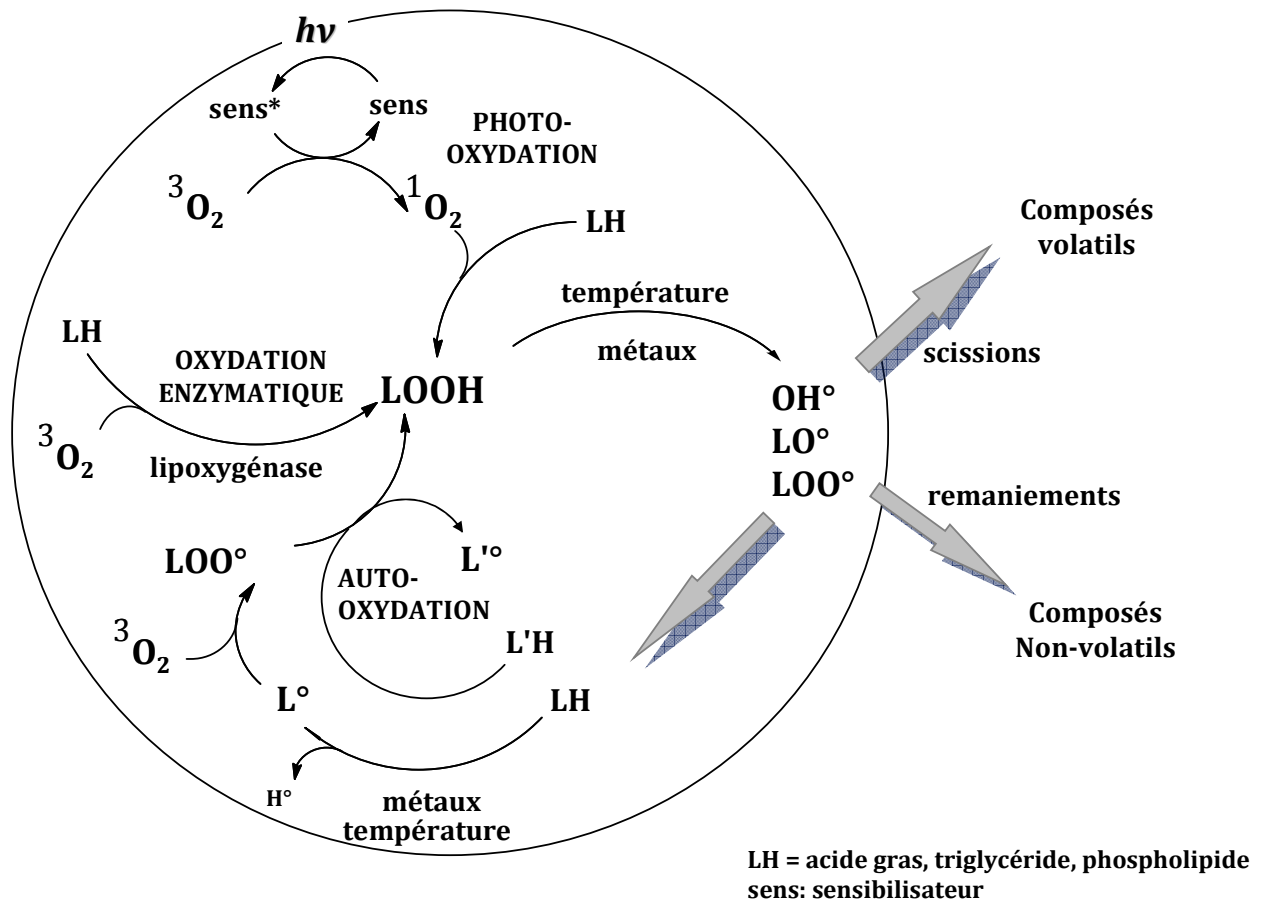 hν
sens*
sens
PHOTO-
OXYDATION
³O₂
¹O₂
LH
Composés
volatils
température
métaux
scissions
LH
OXYDATION
ENZYMATIQUE
LOOH
³O₂
lipoxygénase
OH°
LO°
LOO°
remaniements
LOO°
L'°
AUTO-
OXYDATION
³O₂
L'H
L°
LH
H°
métaux
température
Composés
Non-volatils
LH = acide gras, triglycéride, phospholipide
sens: sensibilisateur